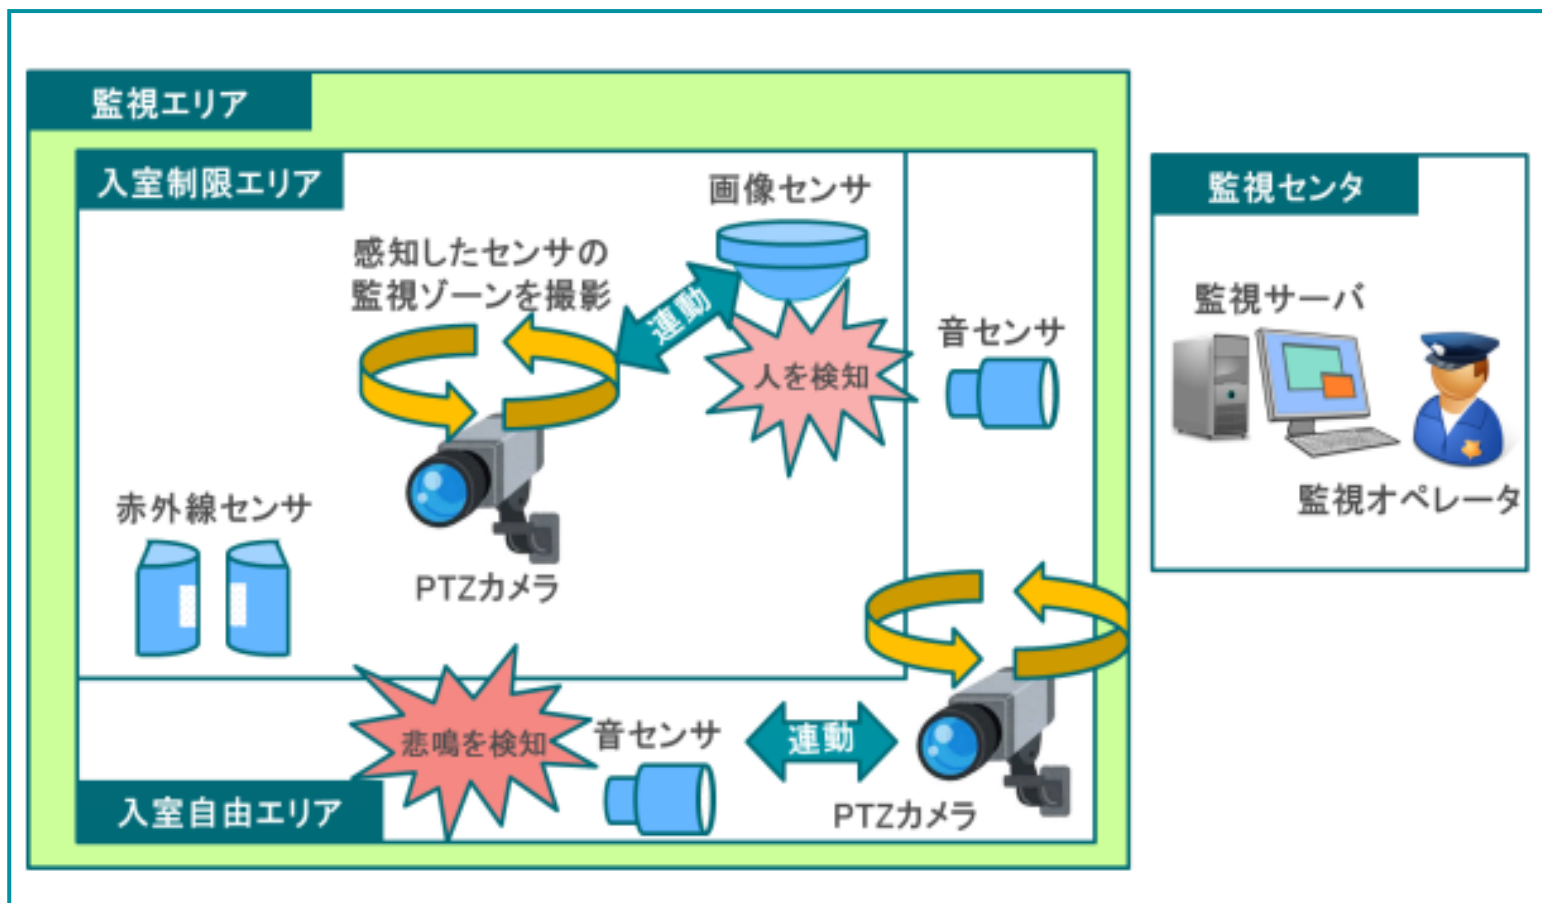 監視エリア
入室制限エリア
画像センサ
監視センタ
感知したセンサの
監視ゾーンを撮影
連動
監視サーバ
音センサ
人を検知
赤外線センサ
監視オペレータ
PTZカメラ
悲鳴を検知
音センサ
連動
入室自由エリア
PTZカメラ